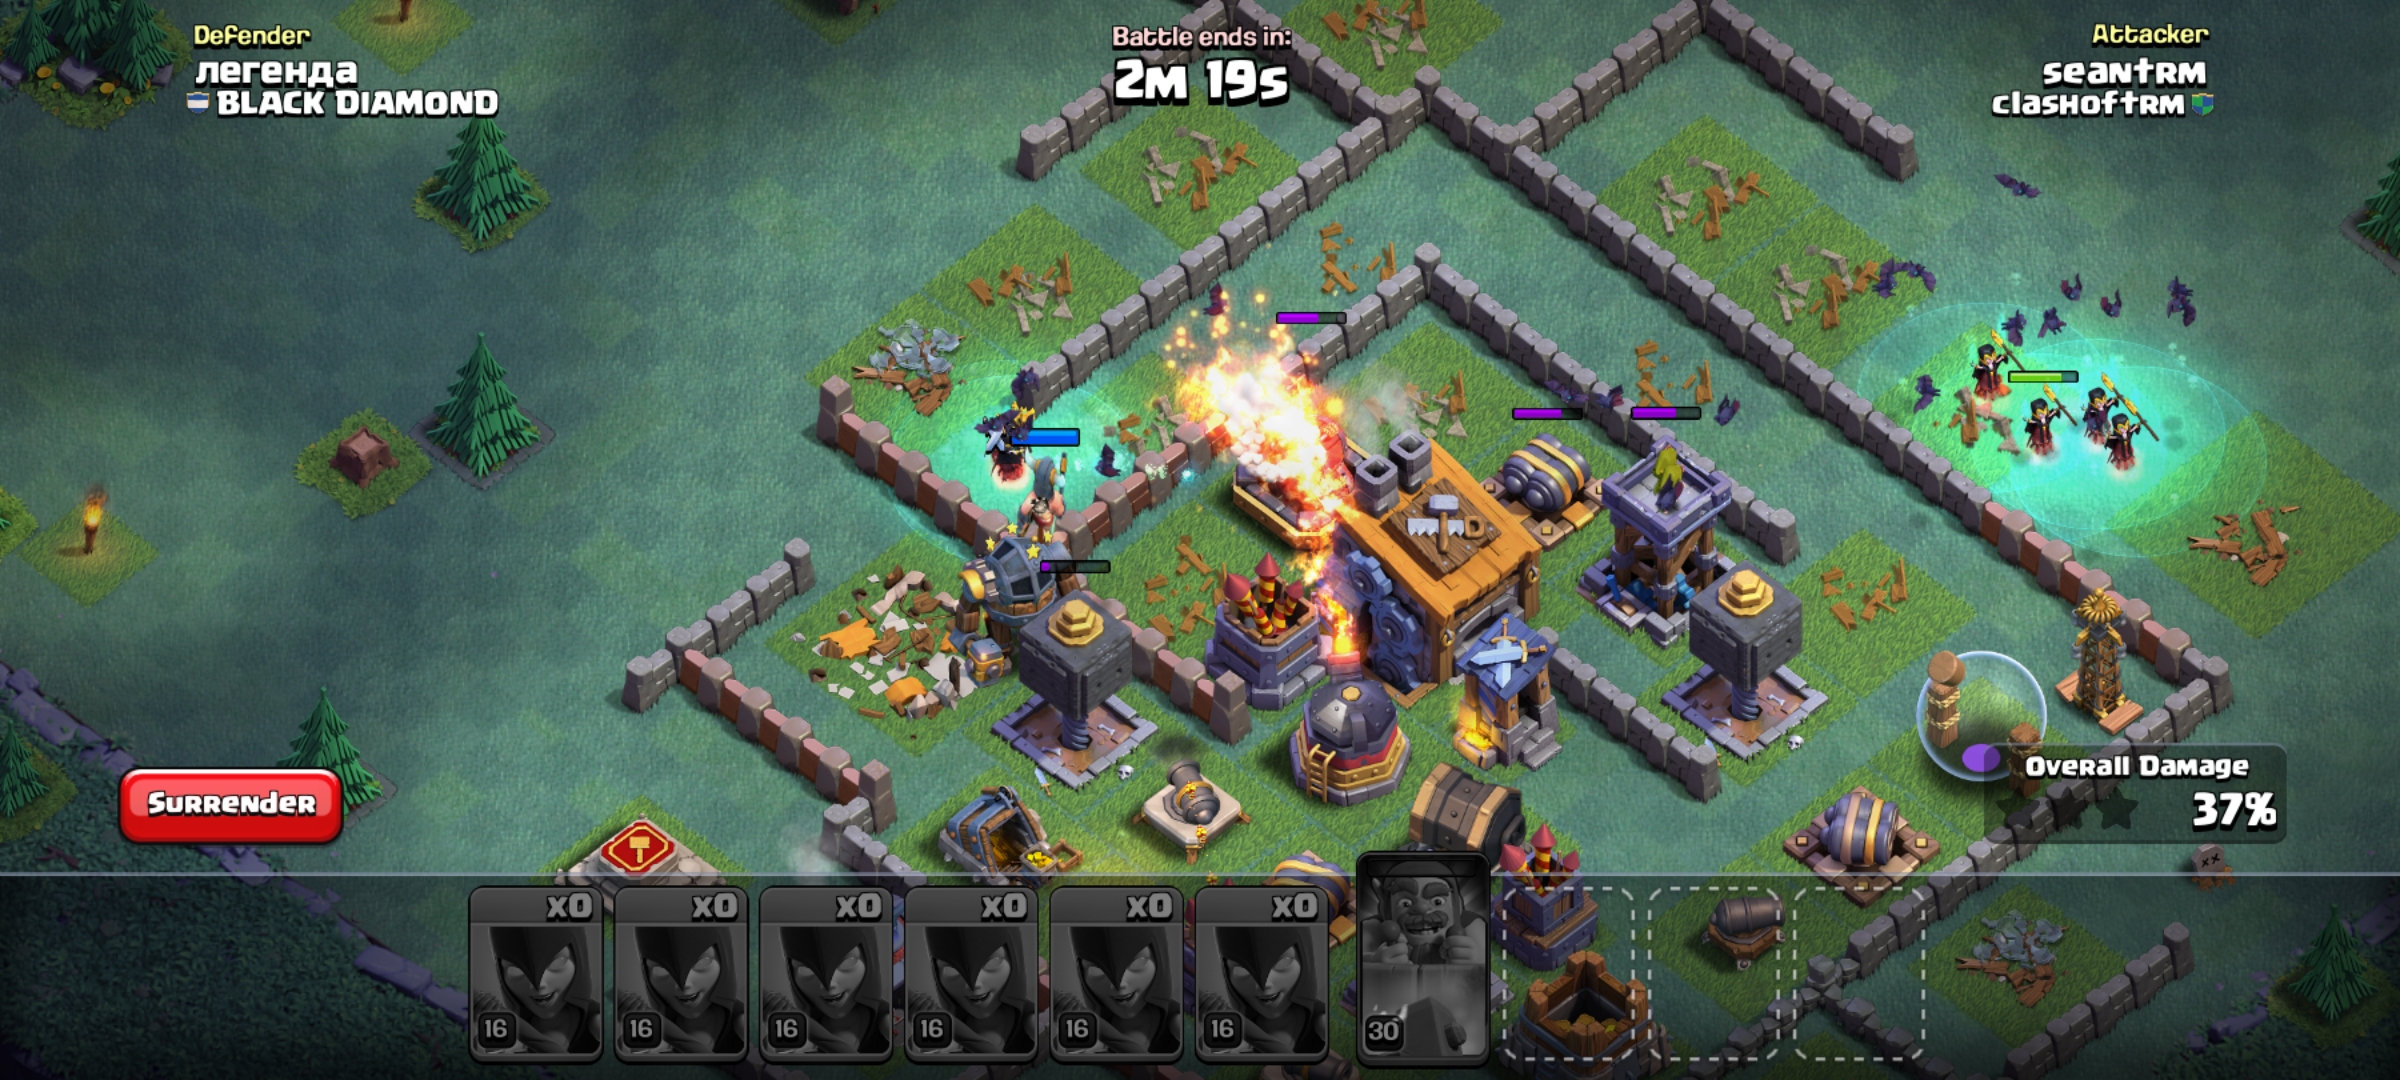 Defender
легенда
BLACK DIAMOND
Battle ends in:
2M 19s
Attacker
seantRM
clashoftRM
Surrender
Overall Damage
37%
x0 x0 x0 x0 x0 x0
16 16 16 16 16 16 30